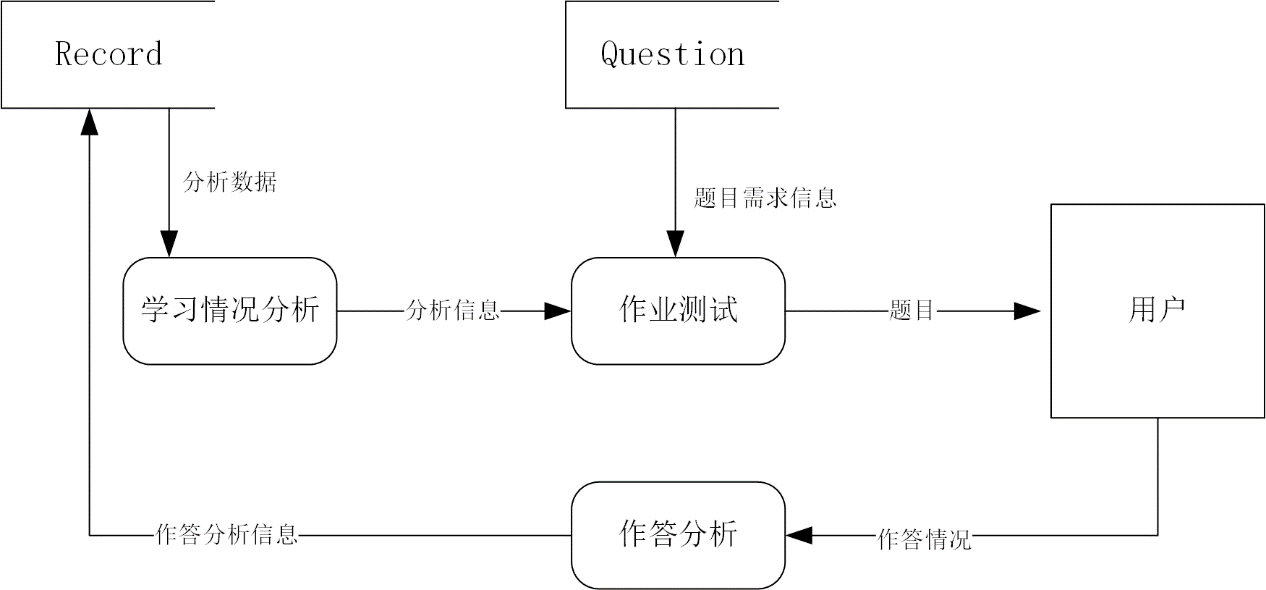 Record
Question
分析数据
题目需求信息
学习情况分析
分析信息
作业测试
题目
用户
作答分析信息
作答分析
作答情况